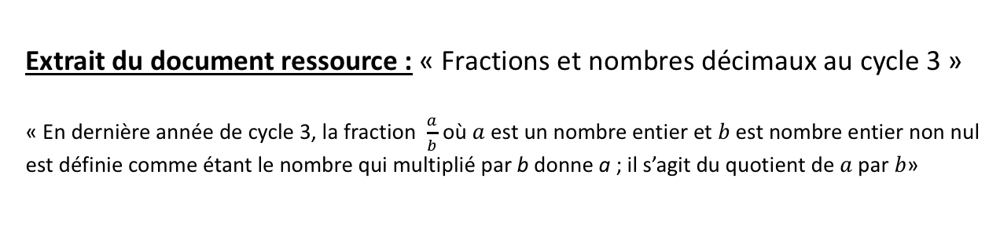 Extrait du document ressource : « Fractions et nombres décimaux au cycle 3 »
« En dernière année de cycle 3, la fraction a/b où a est un nombre entier et b est nombre entier non nul
est définie comme étant le nombre qui multiplié par b donne a ; il s’agit du quotient de a par b»